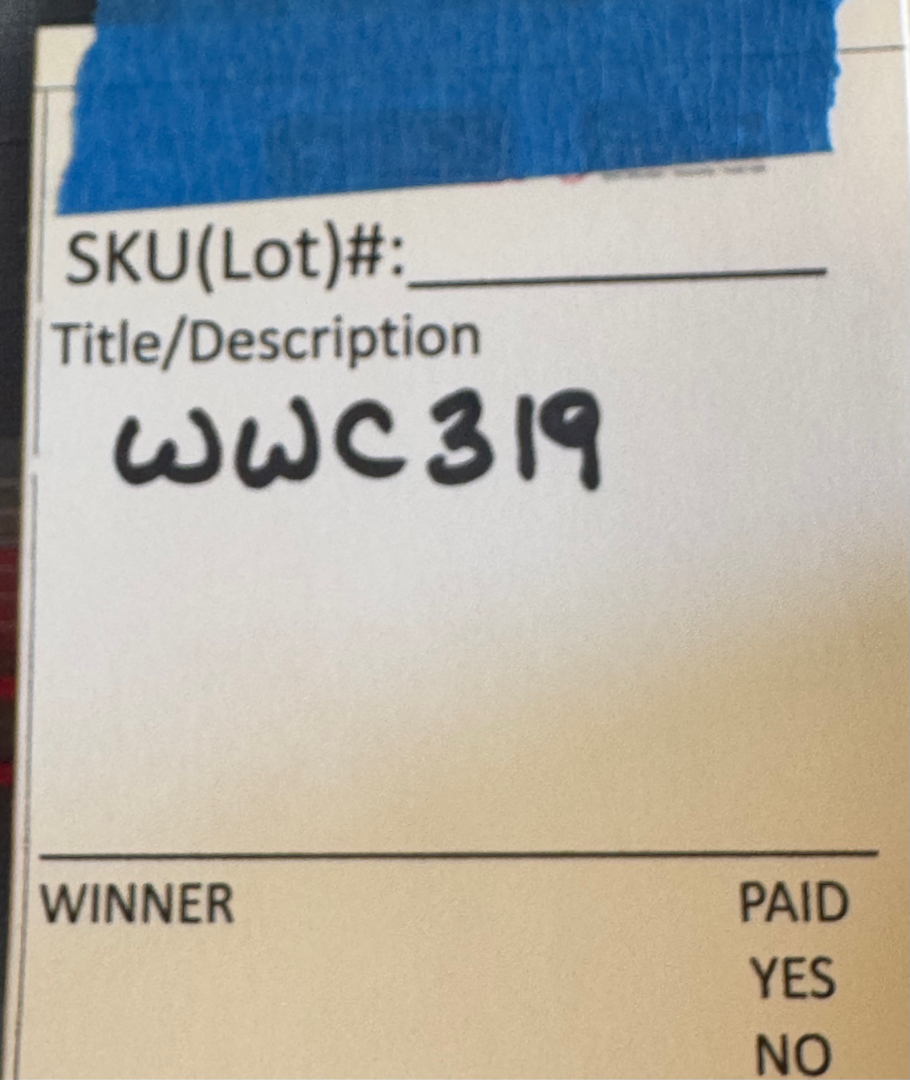 SKU(Lot)#:
Title/Description
WWC319
WINNER PAID
YES
NO